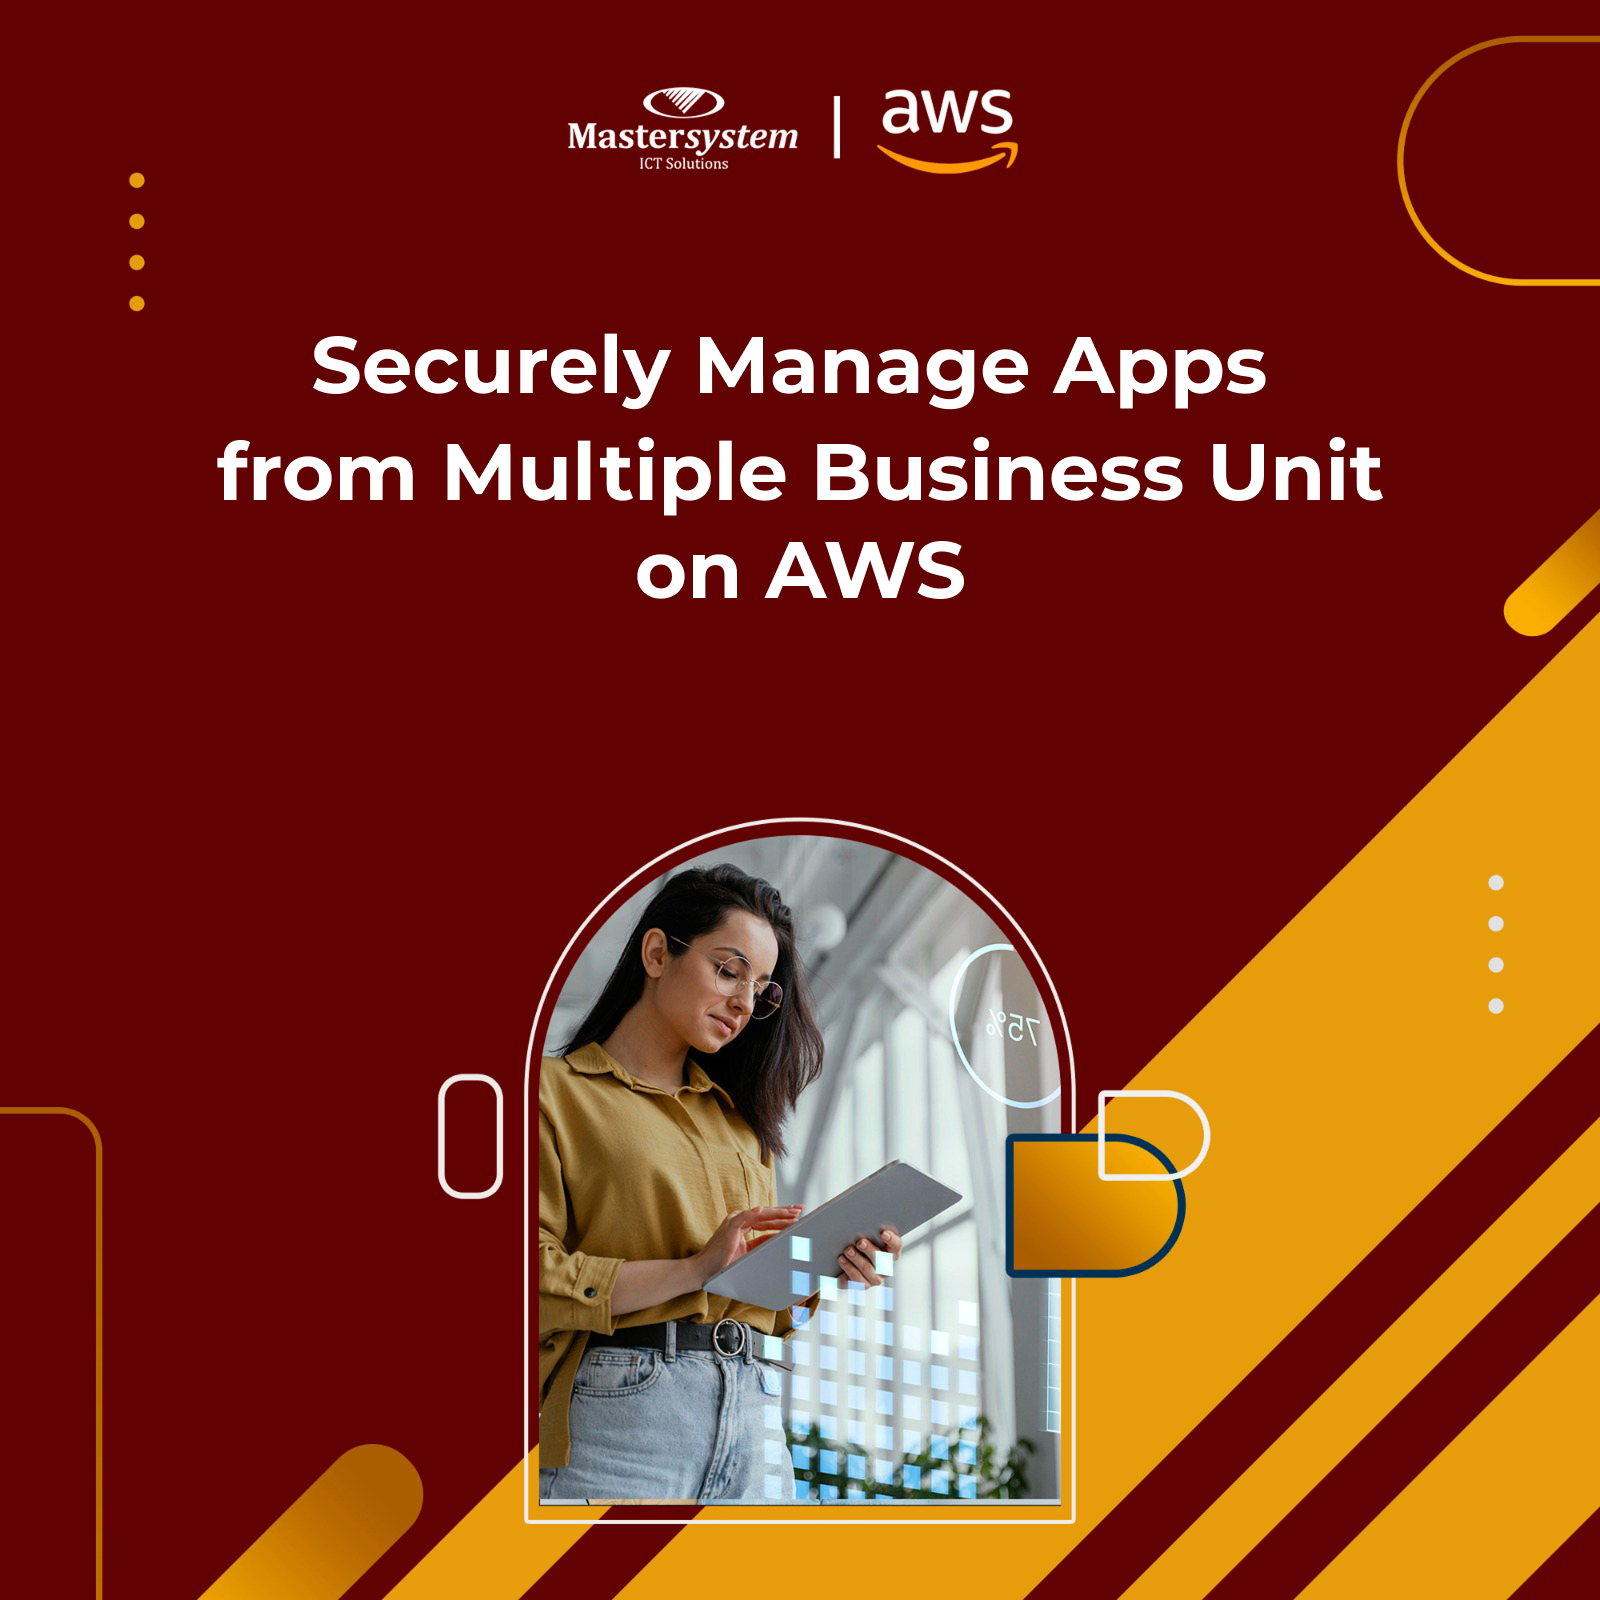 Mastersystem
ICT Solutions
aws
Securely Manage Apps
from Multiple Business Unit
on AWS
75%